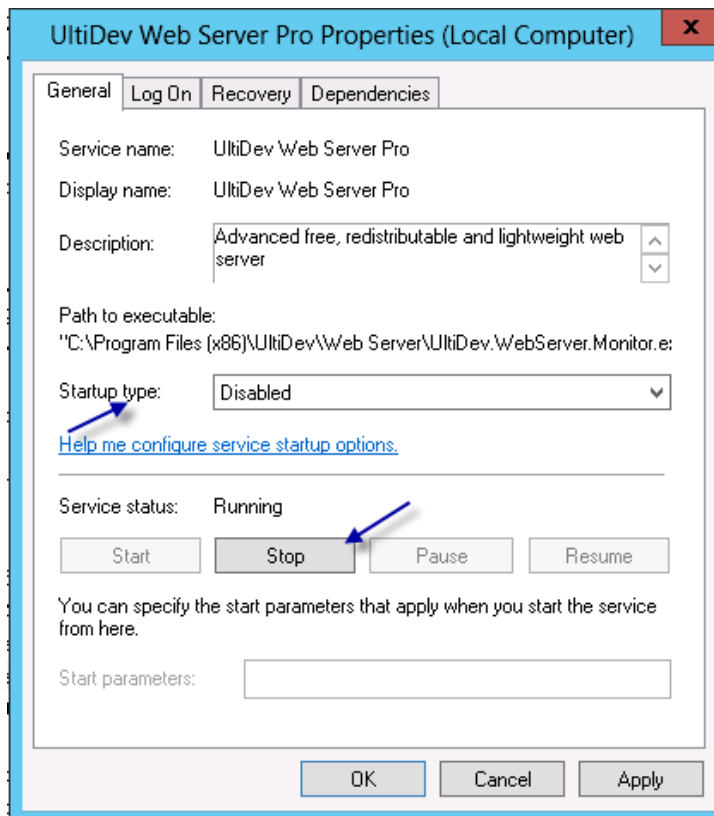 UltiDev Web Server Pro Properties (Local Computer)
x
General Log On Recovery Dependencies
Service name: UltiDev Web Server Pro
Display name: UltiDev Web Server Pro
Description: Advanced free, redistributable and lightweight web
server
Path to executable:
"C:\Program Files (x86)\UltiDev\Web Server\UltiDev.WebServer.Monitor.ex
Startup type: Disabled
Help me configure service startup options.
Service status: Running
Start Stop Pause Resume
You can specify the start parameters that apply when you start the service
from here.
Start parameters:
OK Cancel Apply